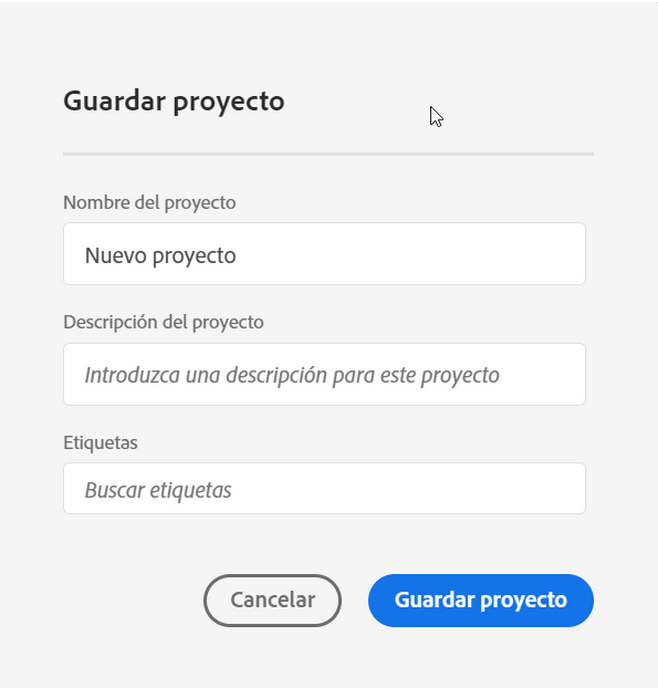 Guardar proyecto
Nombre del proyecto
Nuevo proyecto
Descripción del proyecto
Introduzca una descripción para este proyecto
Etiquetas
Buscar etiquetas
Cancelar
Guardar proyecto